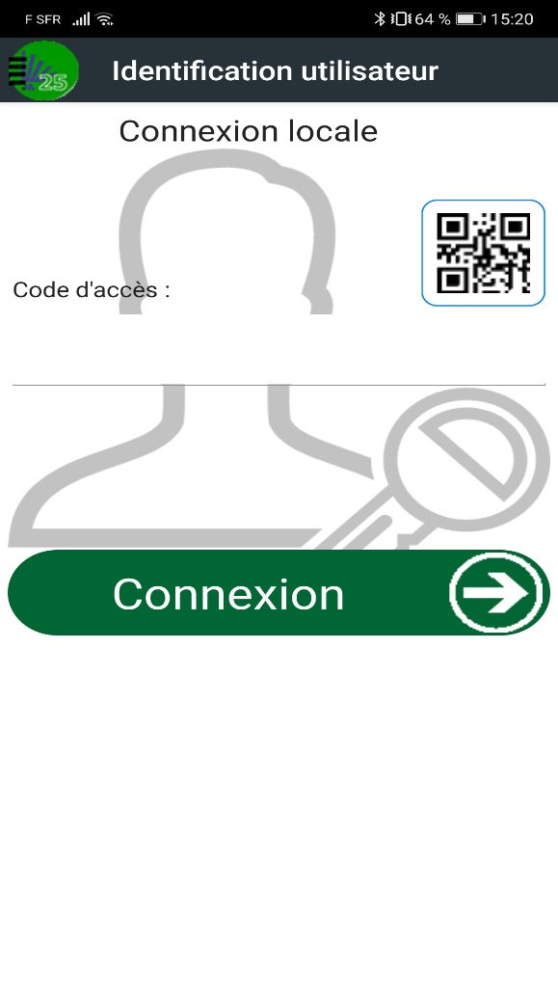 F SFR 64 % 15:20
25 Identification utilisateur
Connexion locale
Code d'accès :
Connexion